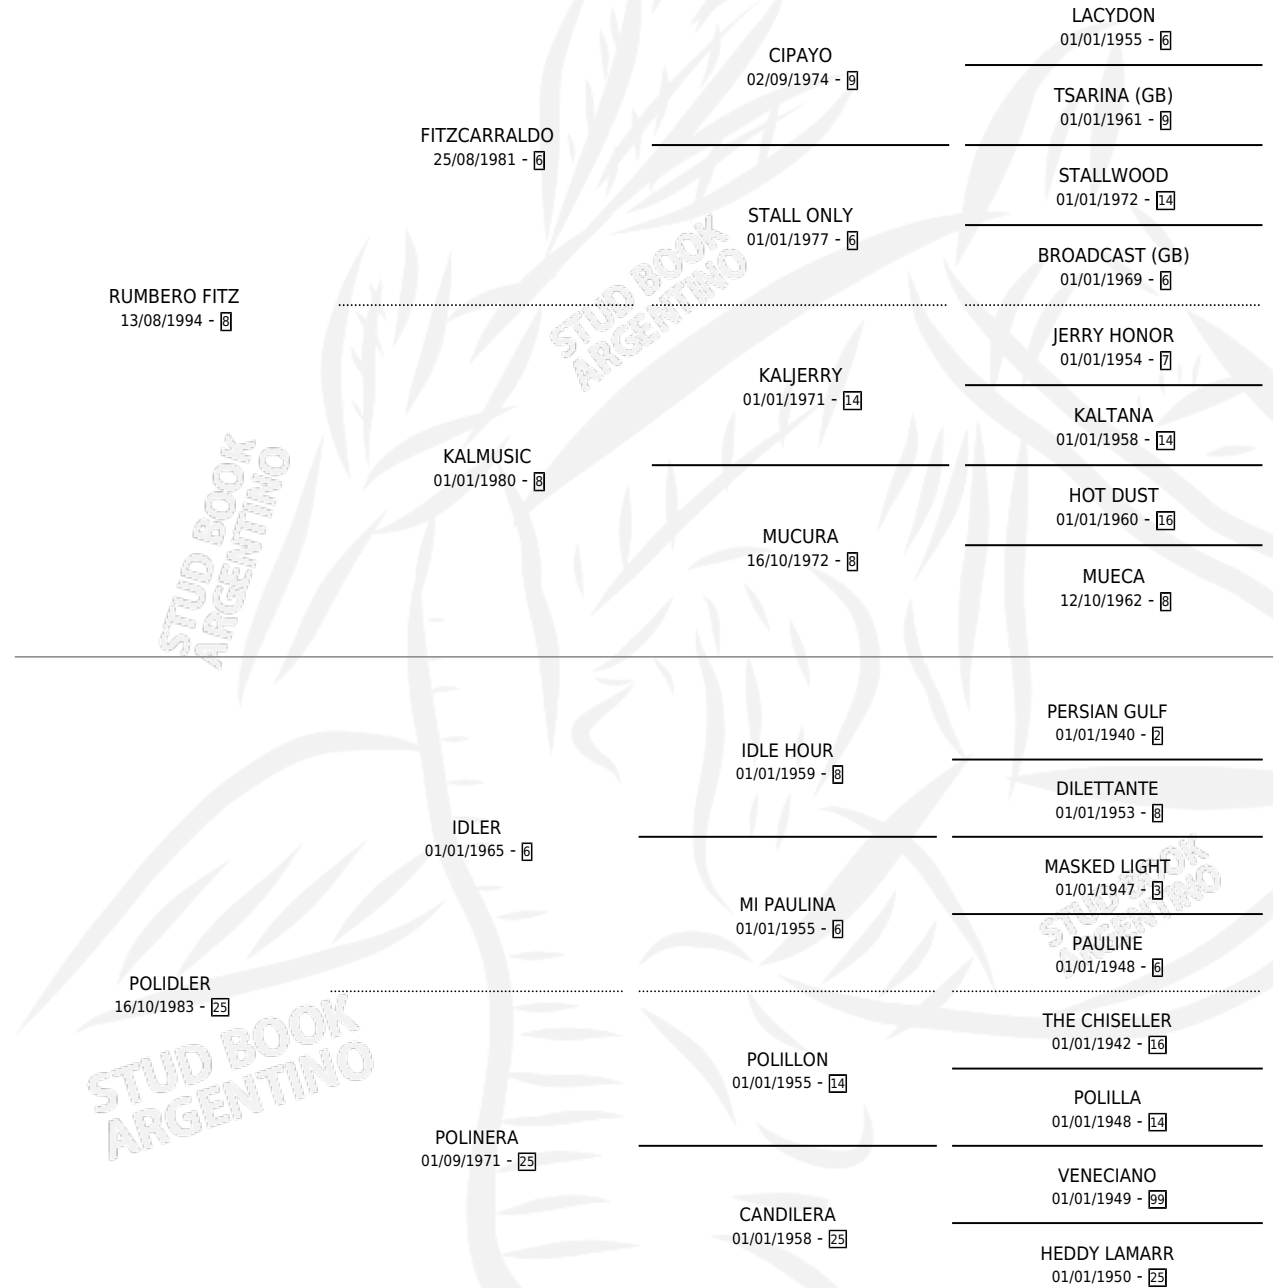 LACYDON
01/01/1955 - 6
CIPAYO
02/09/1974 - 9
TSARINA (GB)
01/01/1961 - 9
FITZCARRALDO
25/08/1981 - 6
STALLWOOD
01/01/1972 - 14
STALL ONLY
01/01/1977 - 6
BROADCAST (GB)
01/01/1969 - 6
RUMBERO FITZ
13/08/1994 - 8
JERRY HONOR
01/01/1954 - 7
KALJERRY
01/01/1971 - 14
KALTANA
01/01/1958 - 14
KALMUSIC
01/01/1980 - 8
HOT DUST
01/01/1960 - 16
MUCURA
16/10/1972 - 8
MUECA
12/10/1962 - 8
PERSIAN GULF
01/01/1940 - 2
IDLE HOUR
01/01/1959 - 8
DILETTANTE
01/01/1953 - 8
IDLER
01/01/1965 - 6
MASKED LIGHT
01/01/1947 - 3
MI PAULINA
01/01/1955 - 6
PAULINE
01/01/1948 - 6
POLIDLER
16/10/1983 - 25
THE CHISELLER
01/01/1942 - 16
POLILLON
01/01/1955 - 14
POLILLA
01/01/1948 - 14
POLINERA
01/09/1971 - 25
VENECIANO
01/01/1949 - 99
CANDILERA
01/01/1958 - 25
HEDDY LAMARR
01/01/1950 - 25
STUD BOOK
ARGENTINO
STUD BOOK
ARGENTINO
STUD BOOK
ARGENTINO
STUD BOOK
ARGENTINO